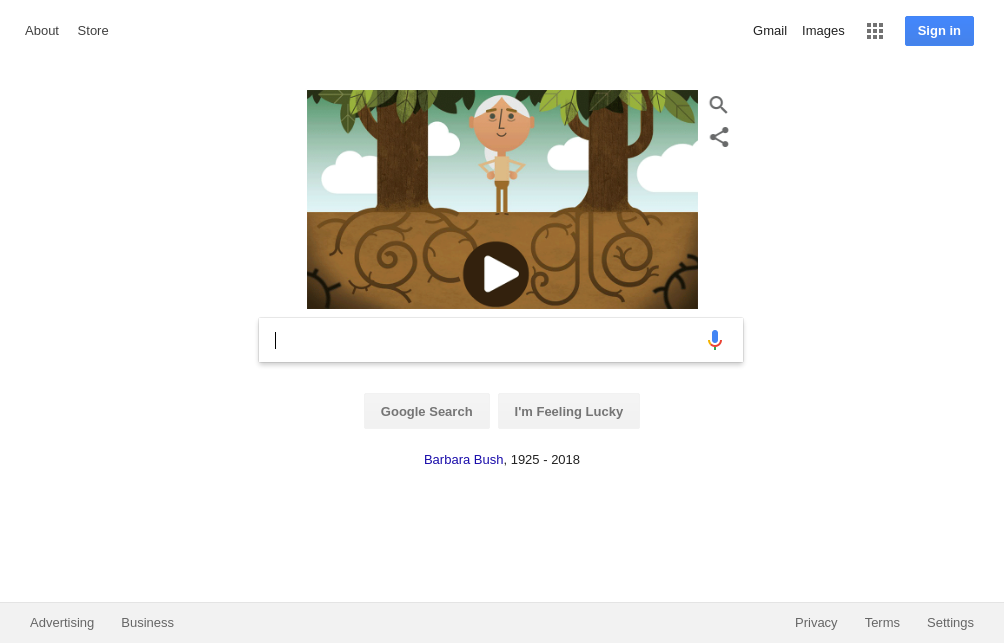 About Store Gmail Images Sign in
Google Search I'm Feeling Lucky
Barbara Bush, 1925 - 2018
Advertising Business Privacy Terms Settings